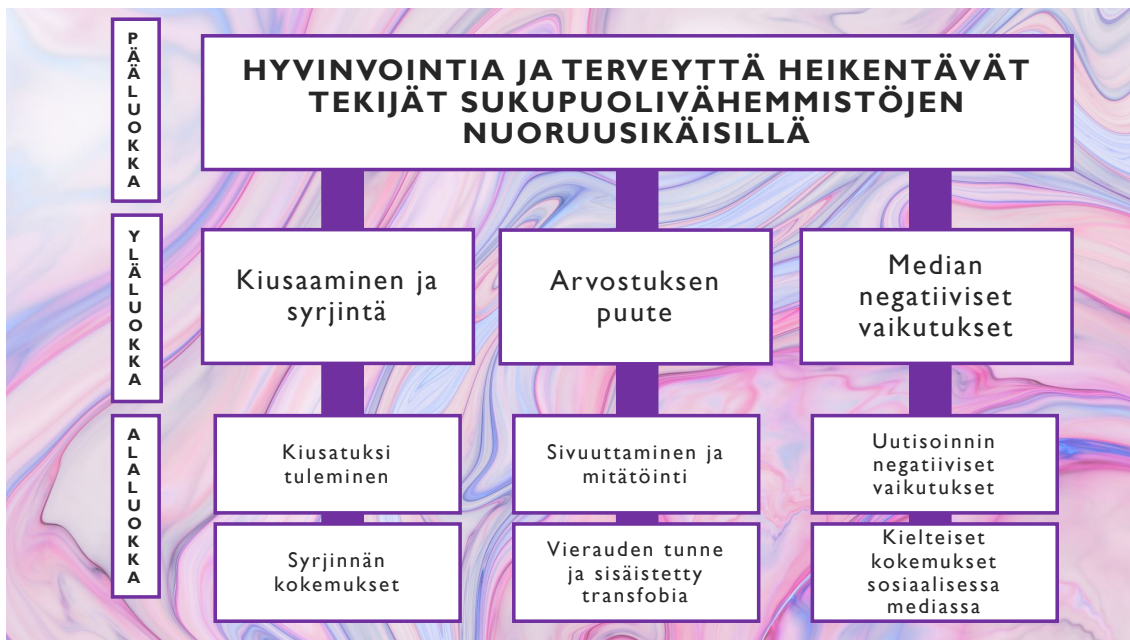 PÄÄLUOKKA
HYVINVOINTIA JA TERVEYTTÄ HEIKENTÄVÄT
TEKIJÄT SUKUPUOLIVÄHEMMISTÖJEN
NUORUUSIKÄISILLÄ
YLÄLUOKKA
Kiusaaminen ja
syrjintä
Arvostuksen
puute
Median
negatiiviset
vaikutukset
ALALUOKKA
Kiusatuksi
tuleminen
Sivuuttaminen ja
mitätöinti
Uutisoinnin
negatiiviset
vaikutukset
Syrjinnän
kokemukset
Vierauden tunne
ja sisäistetty
transfobia
Kielteiset
kokemukset
sosiaalisessa
mediassa